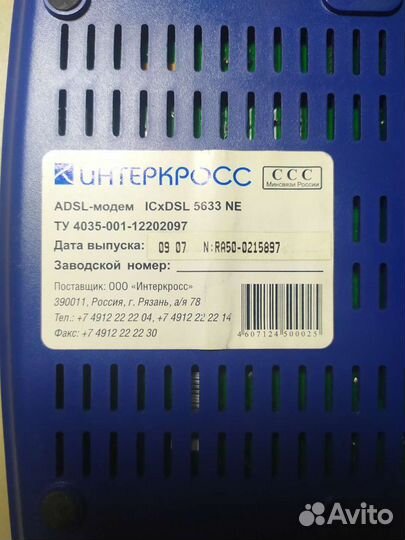 ИНТЕРКРОСС
ССС
Минсвязи России
ADSL-модем ICxDSL 5633 NE
ТУ 4035-001-12202097
Дата выпуска: 09 07 N:RA50-0215897
Заводской номер:
Поставщик: ООО «Интеркросс»
390011, Россия, г. Рязань, а/я 78
Тел.: +7 4912 22 22 04, +7 4912 22 22 14
Факс: +7 4912 22 22 30
4607124500025
Avito